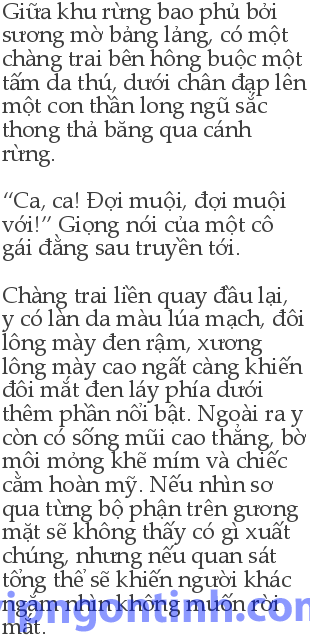 Giữa khu rừng bao phủ bởi
sương mờ bảng lảng, có một
chàng trai bên hông buộc một
tấm da thú, dưới chân đạp lên
một con thần long ngũ sắc
thong thả băng qua cánh
rừng.
“Ca, ca! Đợi muội, đợi muội
với!” Giọng nói của một cô
gái đằng sau truyền tới.
Chàng trai liền quay đầu lại,
y có làn da màu lúa mạch, đôi
lông mày đen rậm, xương
lông mày cao ngất càng khiến
đôi mắt đen láy phía dưới
thêm phần nổi bật. Ngoài ra y
còn có sống mũi cao thẳng, bờ
môi mỏng khẽ mím và chiếc
cằm hoàn mỹ. Nếu nhìn sơ
qua từng bộ phận trên gương
mặt sẽ không thấy có gì xuất
chúng, nhưng nếu quan sát
tổng thể sẽ khiến người khác
ngắm nhìn không muốn rời
mắt.
ipngontinh.com